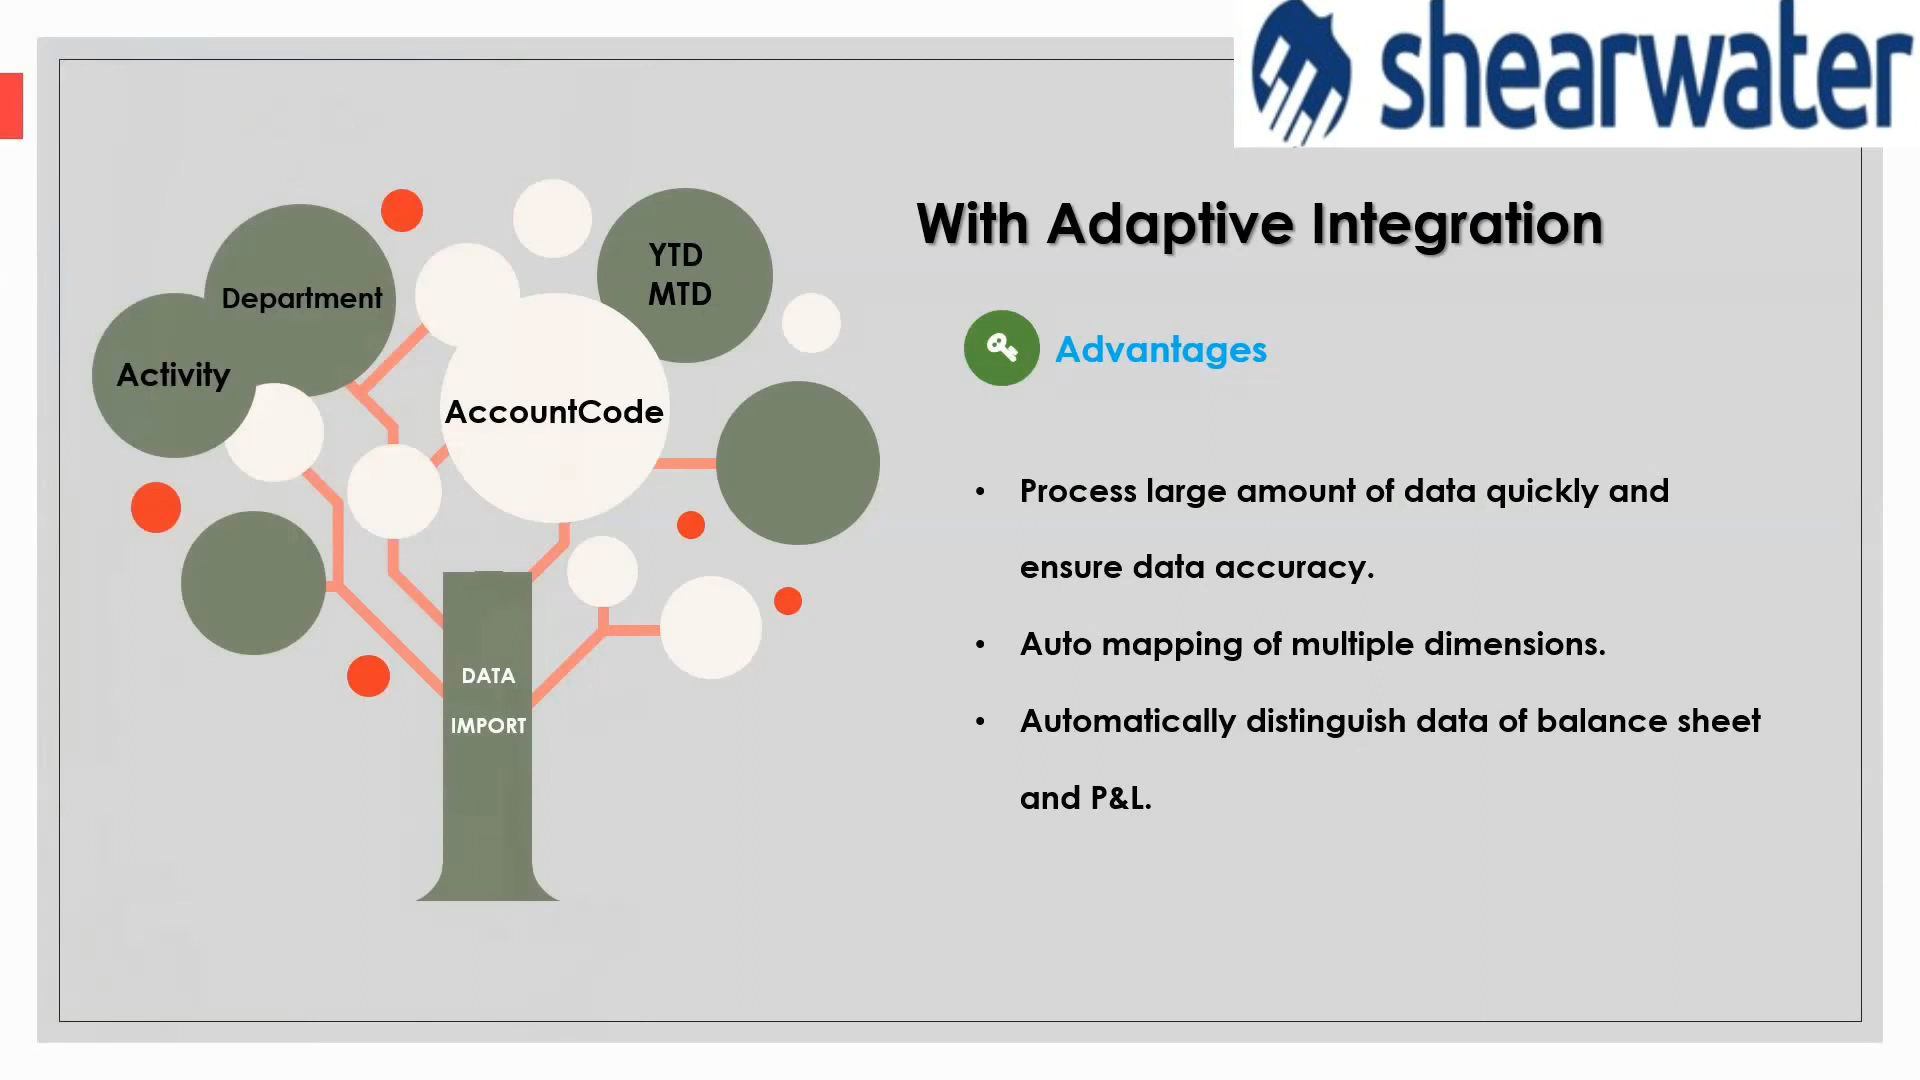 shearwater
With Adaptive Integration
Advantages
Department
Activity
YTD
MTD
AccountCode
DATA
IMPORT
• Process large amount of data quickly and
ensure data accuracy.
• Auto mapping of multiple dimensions.
• Automatically distinguish data of balance sheet
and P&L.